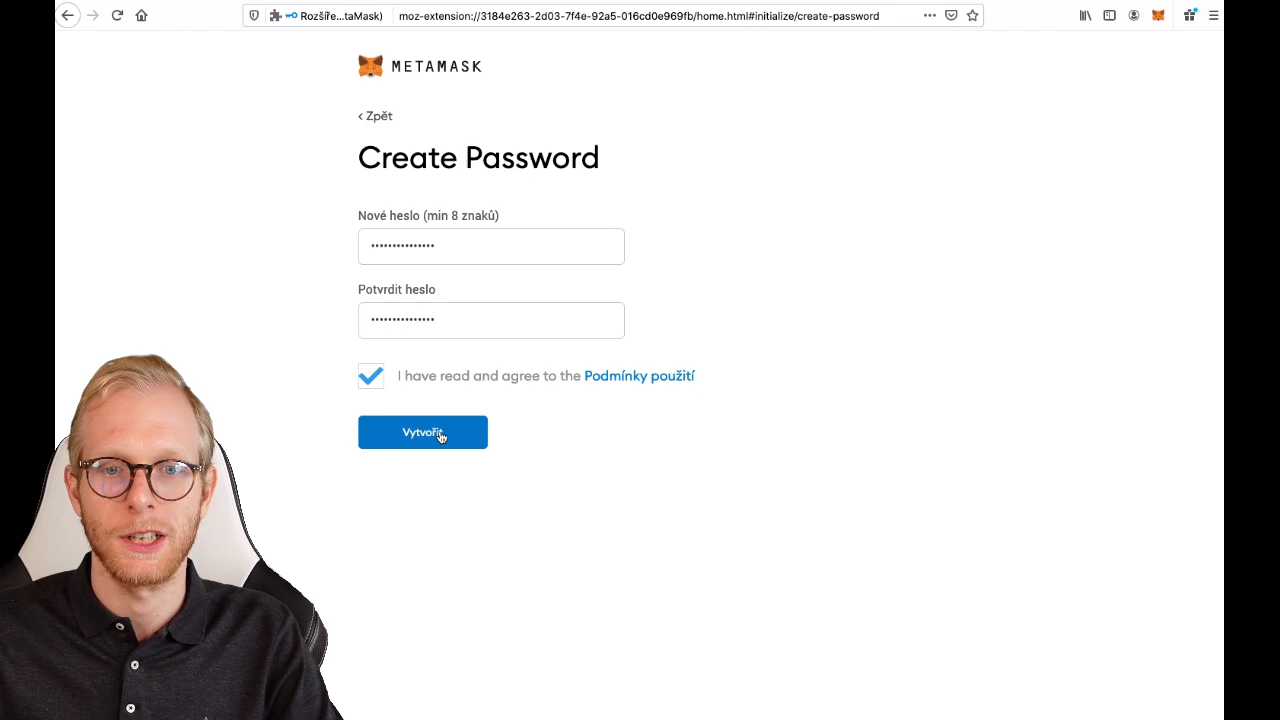 Rozšíře...taMask) moz-extension://3184e263-2d03-7f4e-92a5-016cd0e969fb/home.html#initialize/create-password
METAMASK
< Zpět
Create Password
Nové heslo (min 8 znaků)
•••••••••••••••
Potvrdit heslo
•••••••••••••••
I have read and agree to the Podmínky použití
Vytvořit